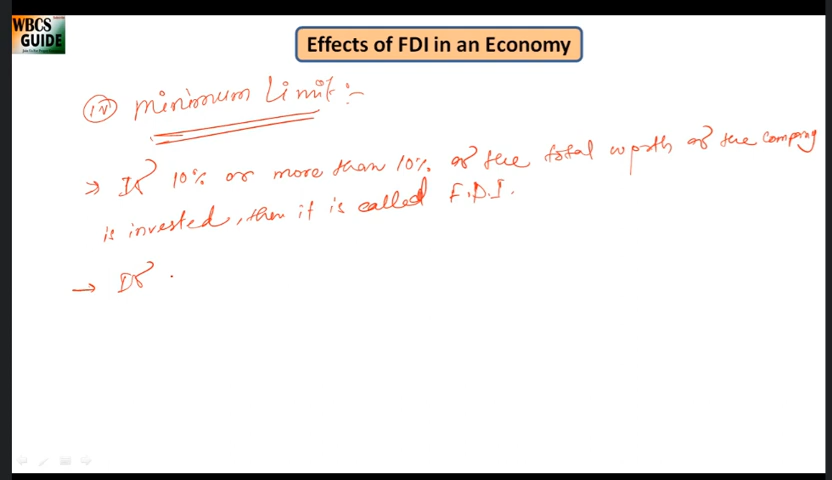 WBCS
GUIDE
Effects of FDI in an Economy
(iv) Minimum Limit :-
→ If 10% or more than 10% of the total worth of the company
is invested, then it is called F.D.I.
→ If